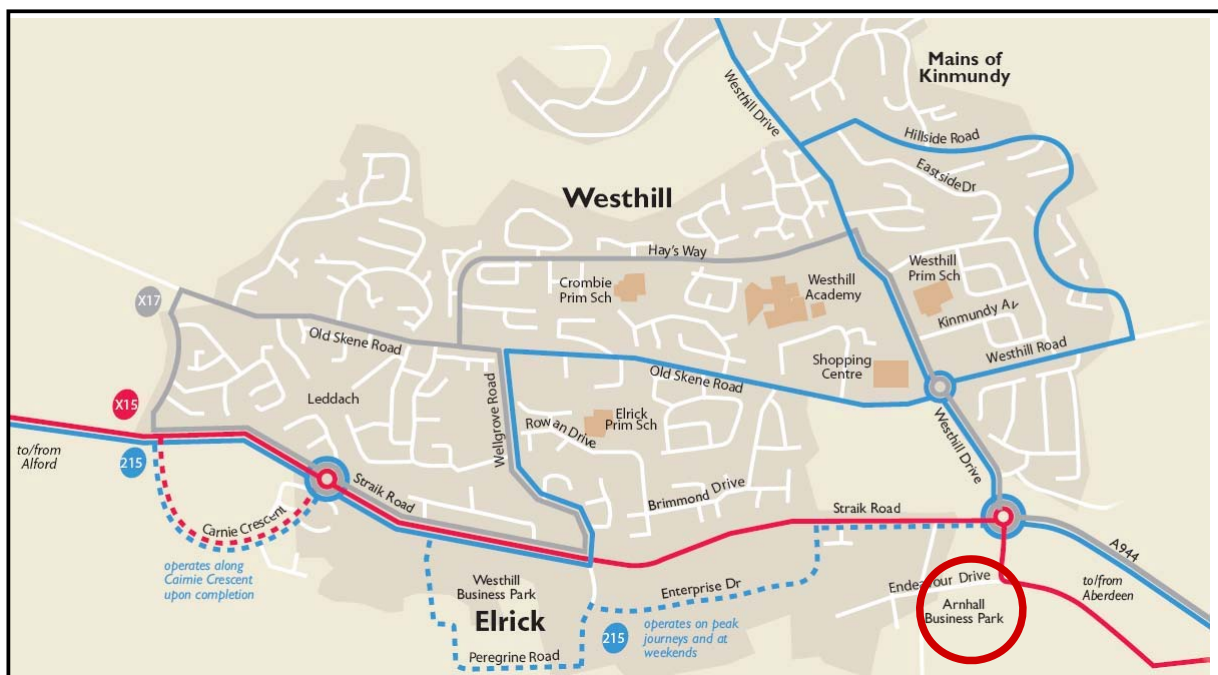 Mains of
Kinmundy
Westhill Drive
Hillside Road
Eastside Dr.
Westhill
Hay's Way
Westhill
Prim Sch
Crombie
Prim Sch
Westhill
Academy
X17
Kinmundy Av
Old Skene Road
Westhill Road
Shopping
Centre
Old Skene Road
Leddach
X15
Wellgrove Road
Elrick
Prim Sch
Rowan Drive
Westhill Drive
to/from
Alford
215
Straik Road
Brimmond Drive
Straik Road
Carnie Crescent
A944
operates along
Cairnie Crescent
upon completion
Westhill
Business Park
Enterprise Dr
Endeavour Drive
to/from
Aberdeen
Arnhall
Business Park
Elrick
215
operates on peak
journeys and at
weekends
Peregrine Road